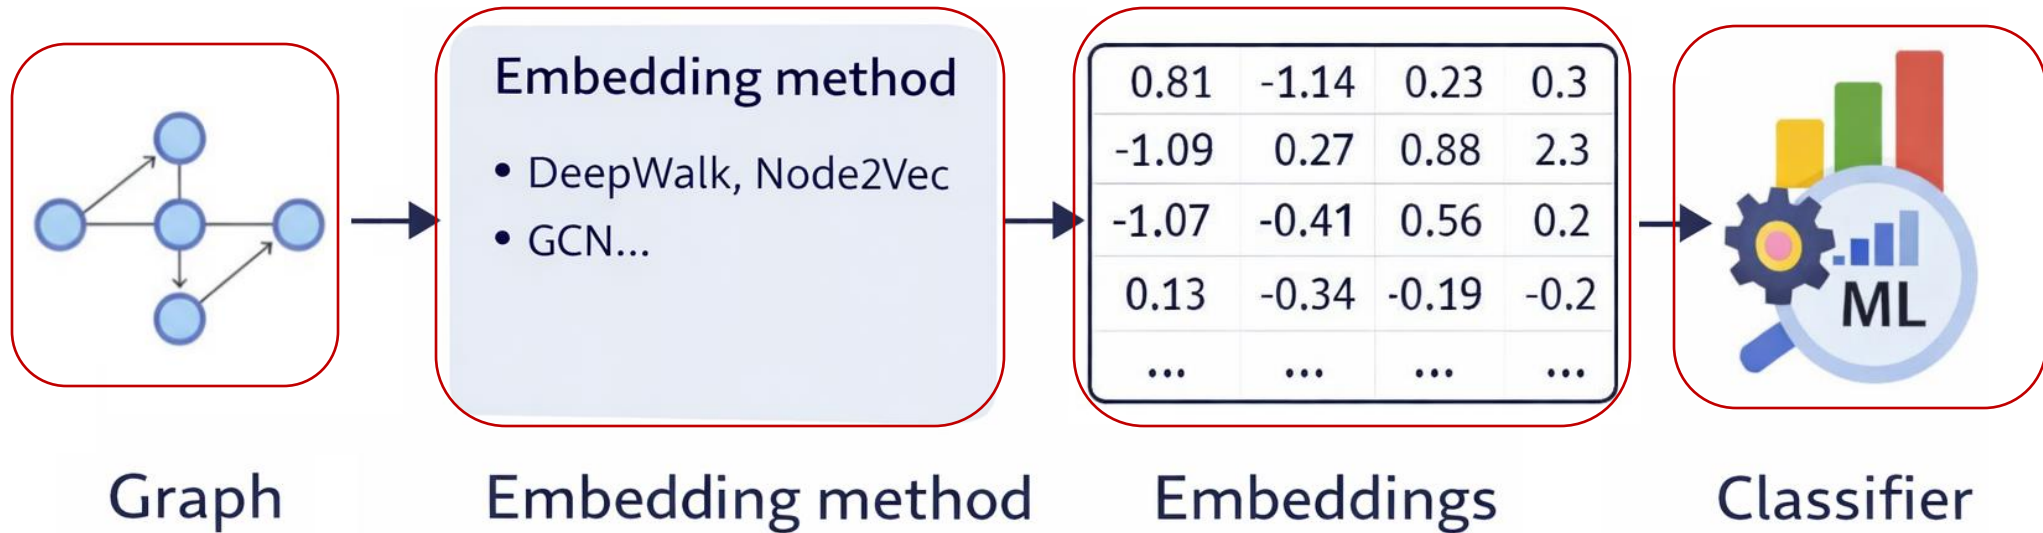 Embedding method
• DeepWalk, Node2Vec
• GCN...
0.81 -1.14 0.23 0.3
-1.09 0.27 0.88 2.3
-1.07 -0.41 0.56 0.2
0.13 -0.34 -0.19 -0.2
... ... ... ...
ML
Graph
Embedding method
Embeddings
Classifier